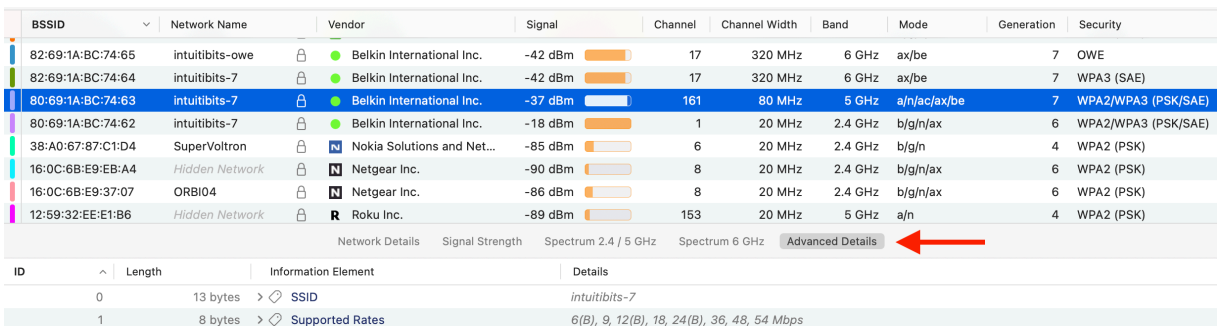 BSSID Network Name Vendor Signal Channel Channel Width Band Mode Generation Security
82:69:1A:BC:74:65 intuitibits-owe Belkin International Inc. -42 dBm 17 320 MHz 6 GHz ax/be 7 OWE
82:69:1A:BC:74:64 intuitibits-7 Belkin International Inc. -42 dBm 17 320 MHz 6 GHz ax/be 7 WPA3 (SAE)
80:69:1A:BC:74:63 intuitibits-7 Belkin International Inc. -37 dBm 161 80 MHz 5 GHz a/n/ac/ax/be 7 WPA2/WPA3 (PSK/SAE)
80:69:1A:BC:74:62 intuitibits-7 Belkin International Inc. -18 dBm 1 20 MHz 2.4 GHz b/g/n/ax 6 WPA2/WPA3 (PSK/SAE)
38:A0:67:87:C1:D4 SuperVoltron N Nokia Solutions and Net... -85 dBm 6 20 MHz 2.4 GHz b/g/n 4 WPA2 (PSK)
16:0C:6B:E9:EB:A4 Hidden Network N Netgear Inc. -90 dBm 8 20 MHz 2.4 GHz b/g/n/ax 6 WPA2 (PSK)
16:0C:6B:E9:37:07 ORBI04 N Netgear Inc. -86 dBm 8 20 MHz 2.4 GHz b/g/n/ax 6 WPA2 (PSK)
12:59:32:EE:E1:B6 Hidden Network R Roku Inc. -89 dBm 153 20 MHz 5 GHz a/n 4 WPA2 (PSK)
Network Details Signal Strength Spectrum 2.4 / 5 GHz Spectrum 6 GHz Advanced Details
ID Length Information Element Details
0 13 bytes SSID intuitibits-7
1 8 bytes Supported Rates 6(B), 9, 12(B), 18, 24(B), 36, 48, 54 Mbps